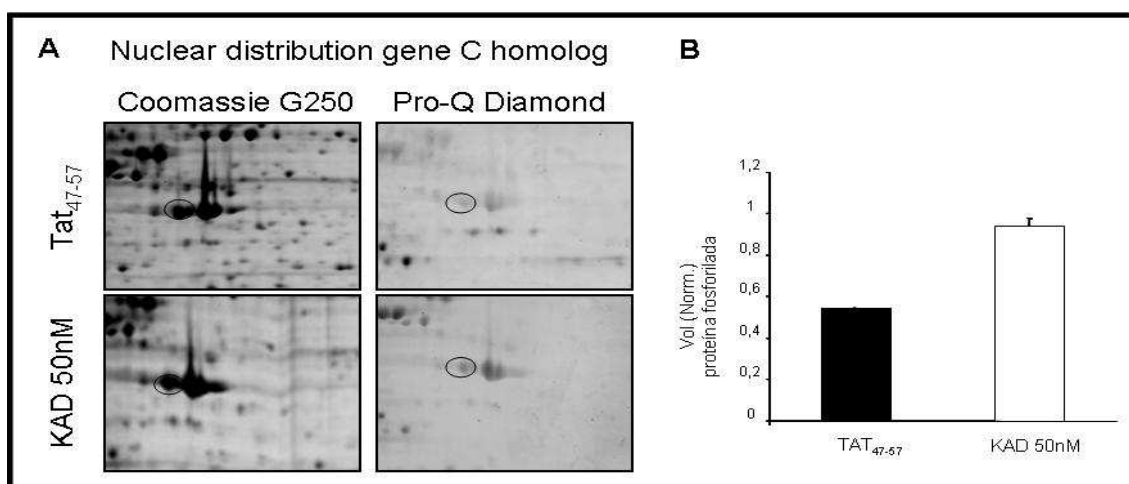 A Nuclear distribution gene C homolog
Coomassie G250 Pro-Q Diamond
Tat47-57
KAD 50nM
B
Vol.(Norm.)
proteína fosforilada
1,2
1
0,8
0,6
0,4
0,2
0
TAT47-57 KAD 50nM